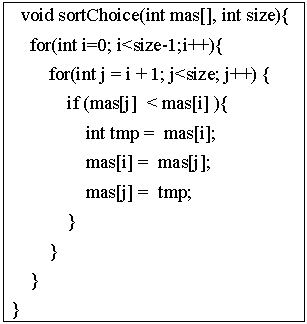 void sortChoice(int mas[], int size){
for(int i=0; i<size-1;i++){
for(int j = i + 1; j<size; j++) {
if (mas[j]  < mas[i] ){
int tmp =  mas[i];
mas[i] =  mas[j];
mas[j] =  tmp;
}
}
}
}